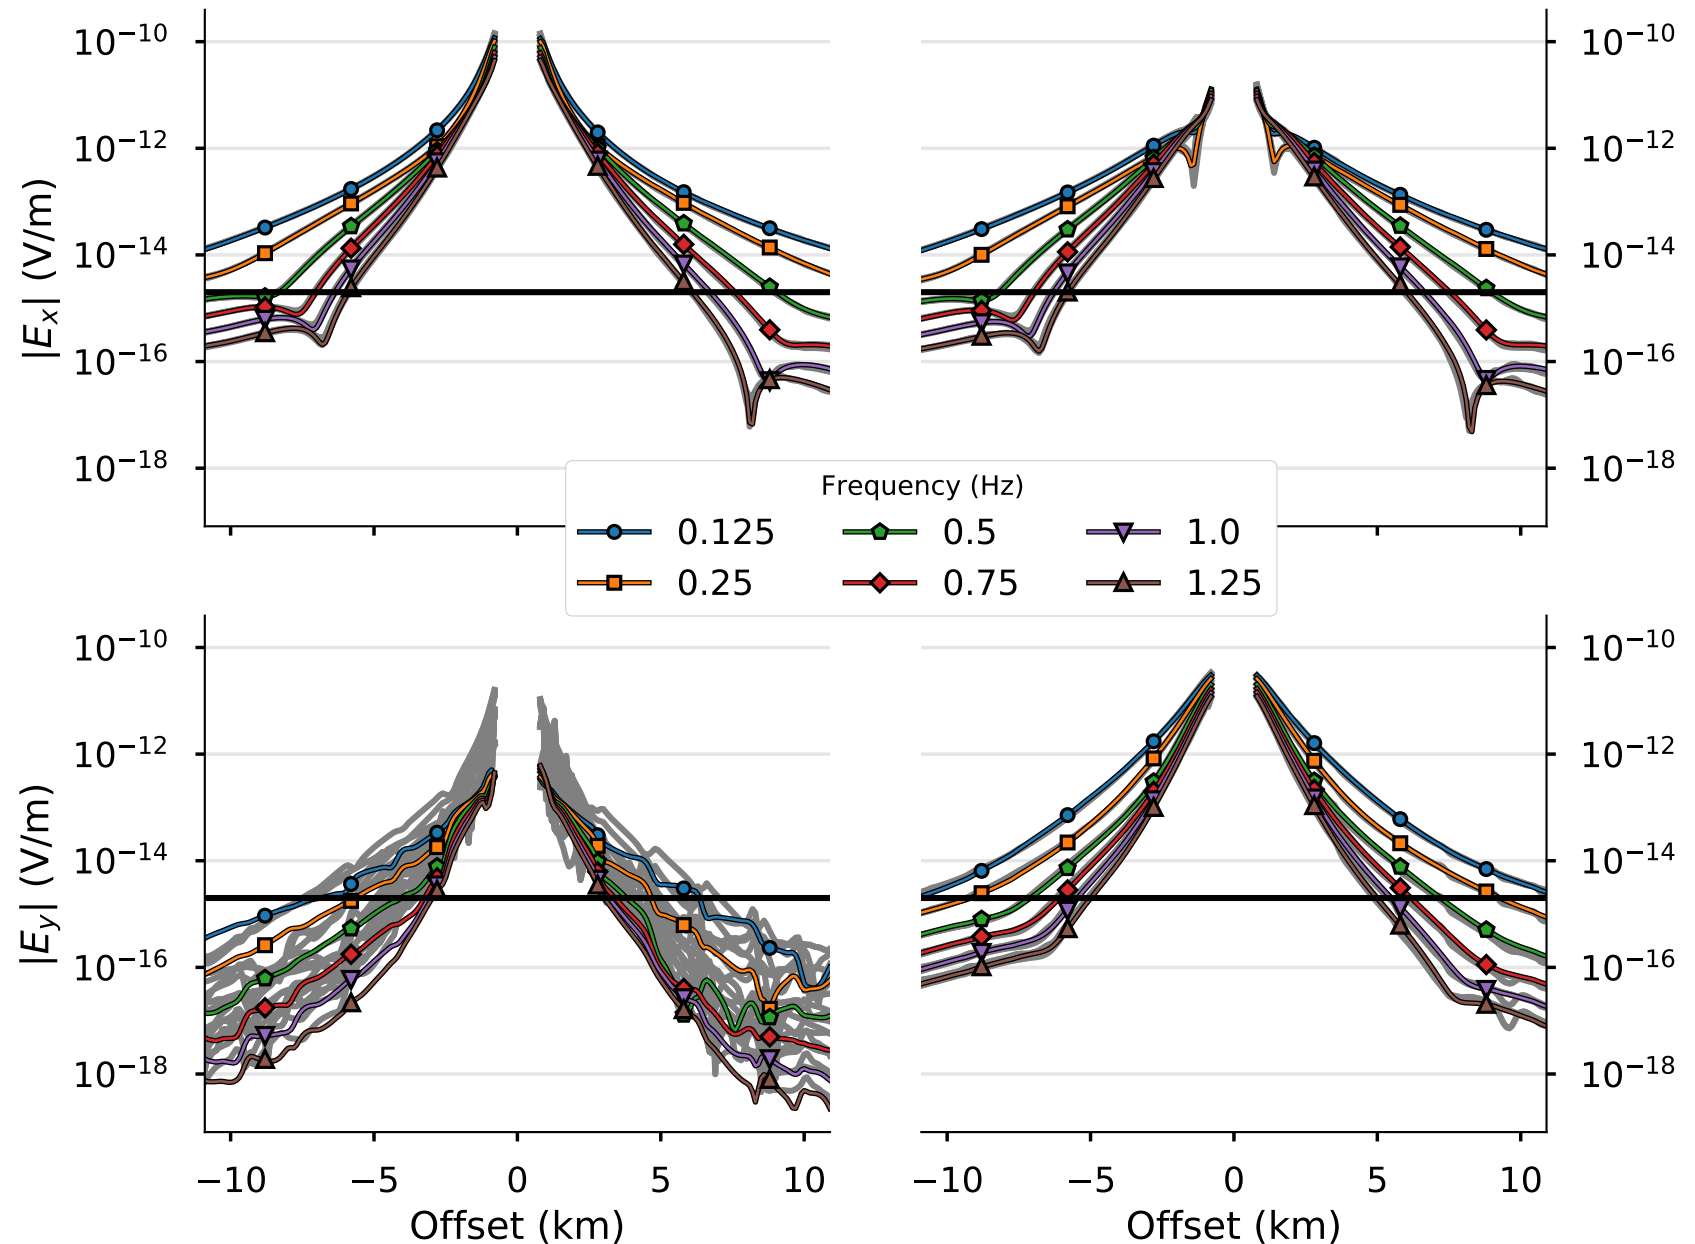 10⁻¹⁰ 10⁻¹⁰
10⁻¹² 10⁻¹²
10⁻¹⁴ 10⁻¹⁴
|Eₓ| (V/m)
10⁻¹⁶ 10⁻¹⁶
10⁻¹⁸ 10⁻¹⁸
Frequency (Hz)
0.125 0.5 1.0
0.25 0.75 1.25
10⁻¹⁰ 10⁻¹⁰
10⁻¹² 10⁻¹²
10⁻¹⁴ 10⁻¹⁴
|E_y| (V/m)
10⁻¹⁶ 10⁻¹⁶
10⁻¹⁸ 10⁻¹⁸
−10 −5 0 5 10 −10 −5 0 5 10
Offset (km) Offset (km)